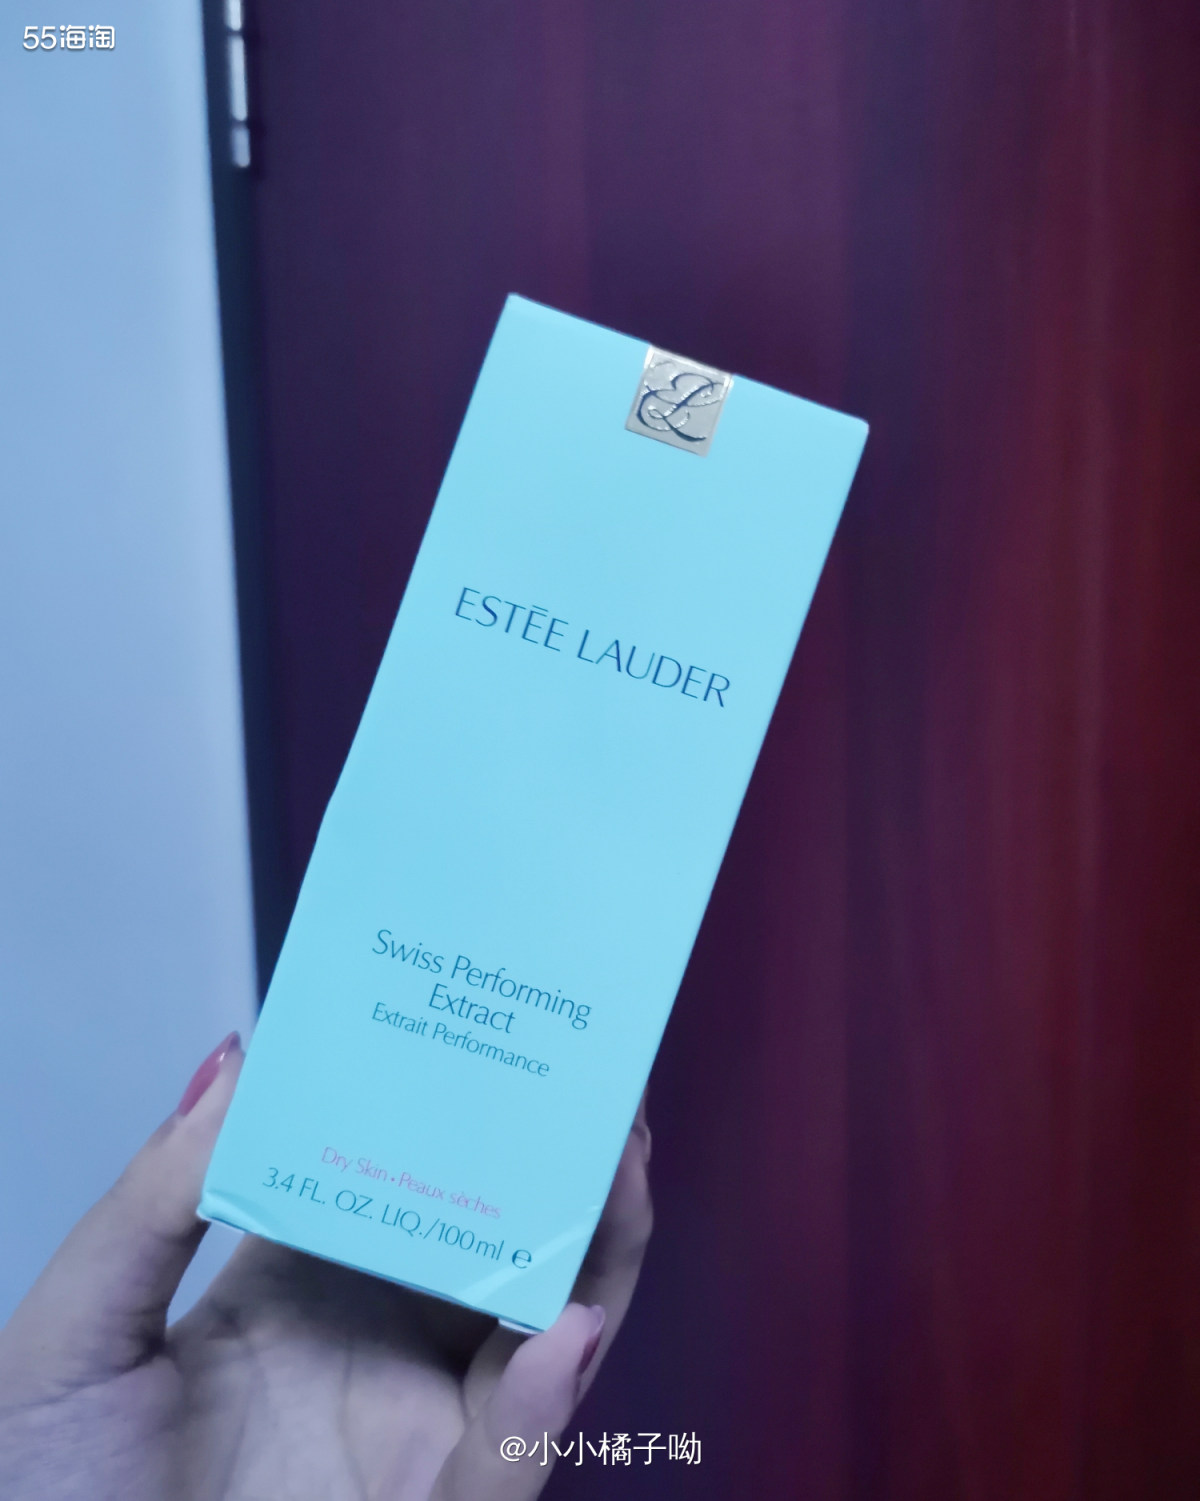 55海淘
EL
ESTĒE LAUDER
Swiss Performing
Extract
Extrait Performance
Dry Skin • Peaux sèches
3.4 FL. OZ. LIQ./100ml ℮
@小小橘子呦